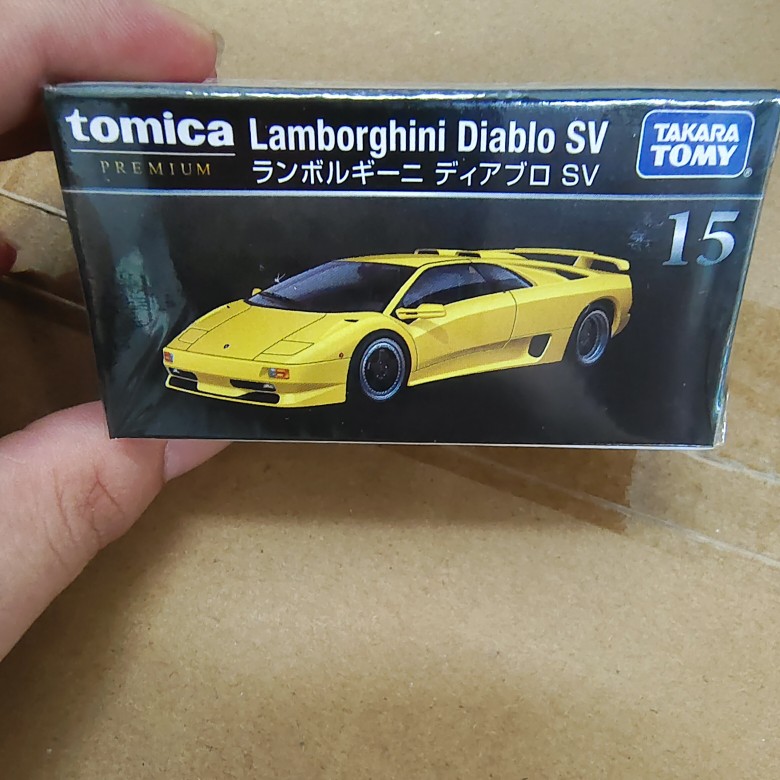 tomica
PREMIUM
Lamborghini Diablo SV
ランボルギーニ ディアブロ SV
TAKARA
TOMY
®
15